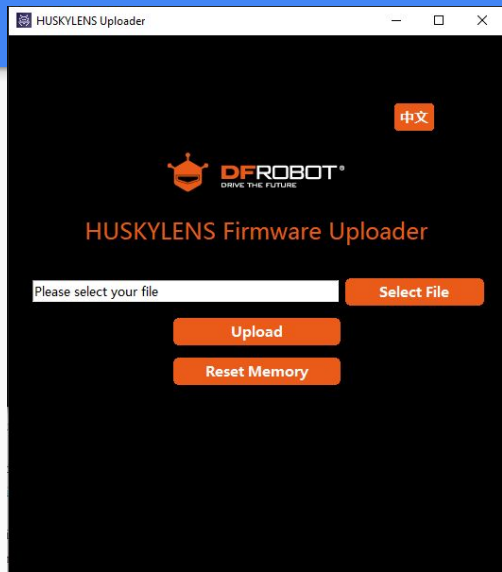 HUSKYLENS Uploader
中文
DFROBOT®
DRIVE THE FUTURE
HUSKYLENS Firmware Uploader
Please select your file
Select File
Upload
Reset Memory